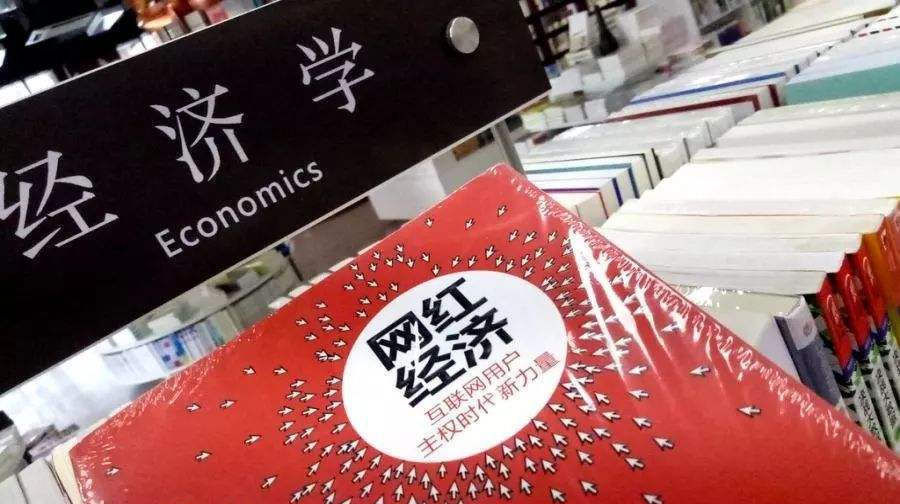 经济学
Economics
网红
经济
互联网用户
主权时代 新力量